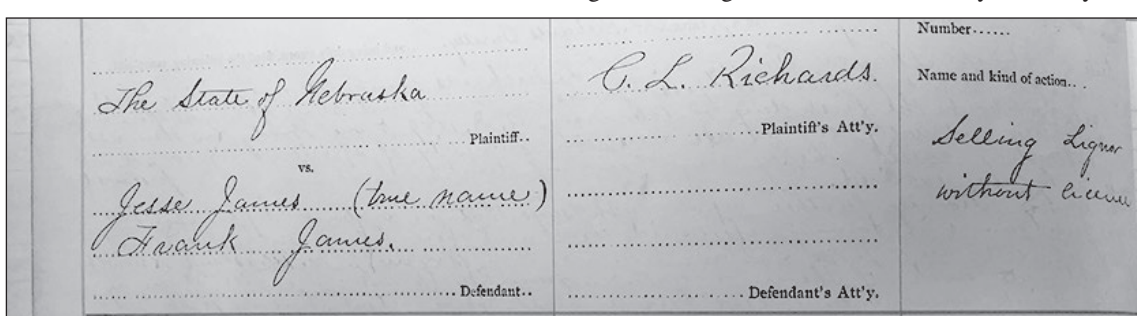 The State of Nebraska
Plaintiff..
vs.
Jesse James (true name)
Frank James.
Defendant..
C. L. Richards.
Plaintiff's Att'y.
Defendant's Att'y.
Number......
Name and kind of action...
Selling Liquor
without license